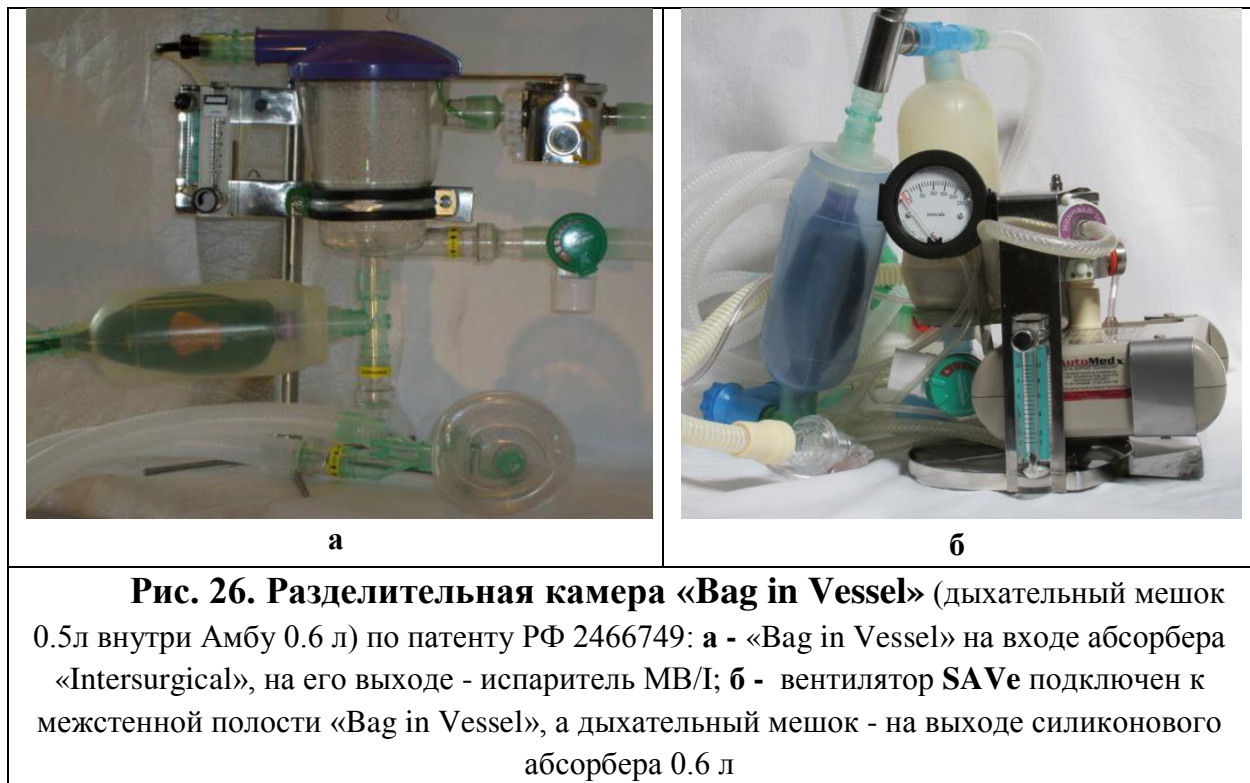 AutoMedx
а
б
Рис. 26. Разделительная камера «Bag in Vessel» (дыхательный мешок
0.5л внутри Амбу 0.6 л) по патенту РФ 2466749: а - «Bag in Vessel» на входе абсорбера
«Intersurgical», на его выходе - испаритель МВ/I; б - вентилятор SAVe подключен к
межстенной полости «Bag in Vessel», а дыхательный мешок - на выходе силиконового
абсорбера 0.6 л